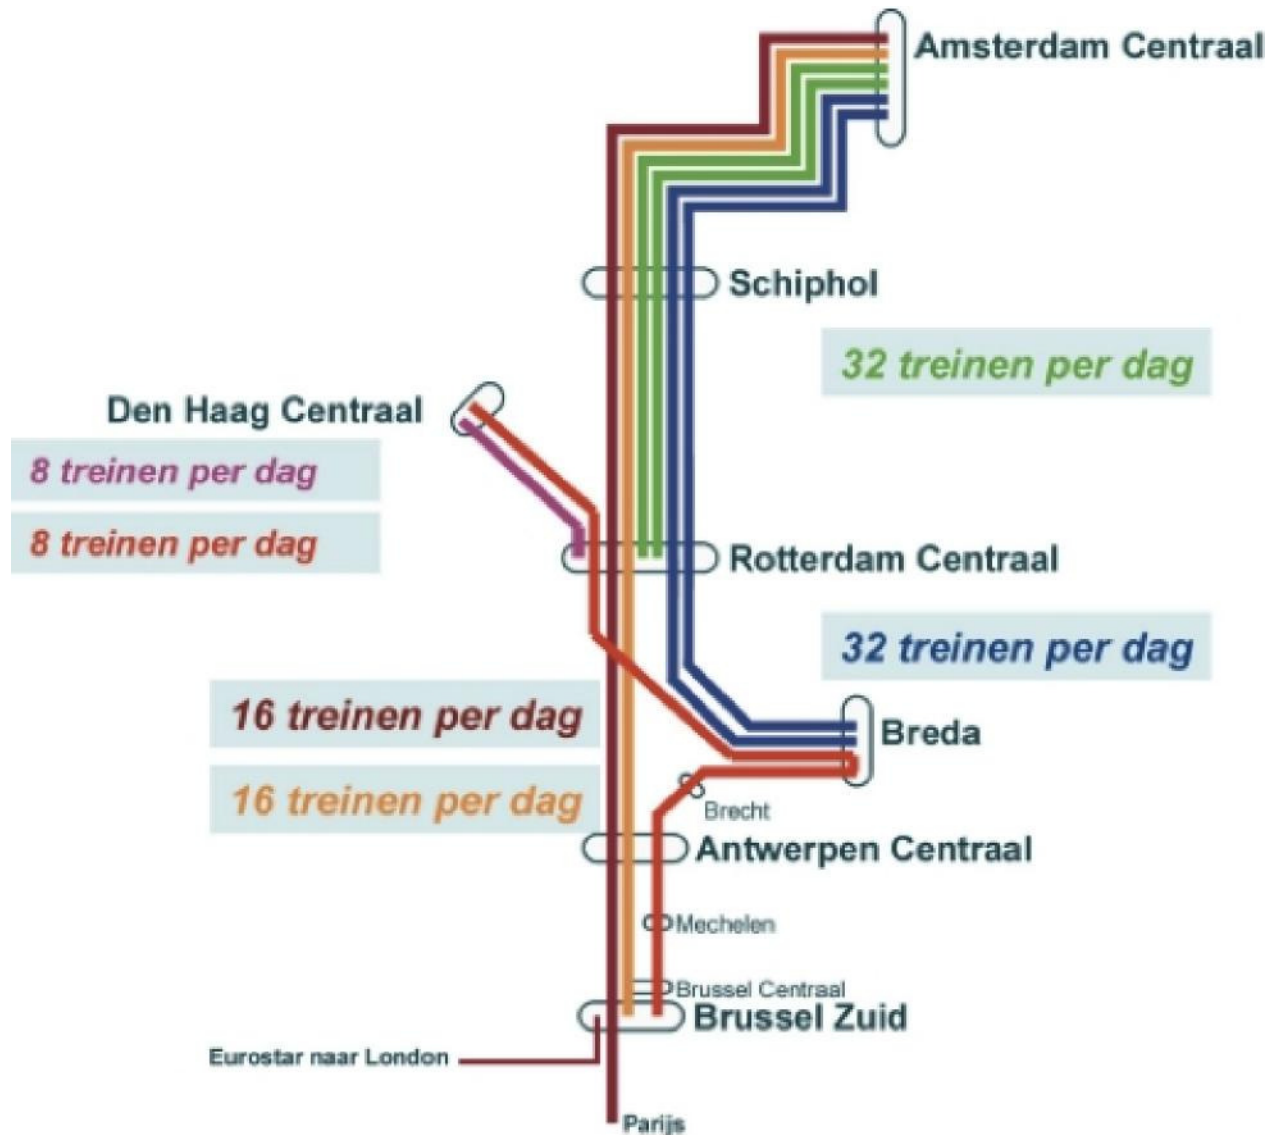 Amsterdam Centraal
Schiphol
32 treinen per dag
Den Haag Centraal
8 treinen per dag
8 treinen per dag
Rotterdam Centraal
32 treinen per dag
16 treinen per dag
Breda
16 treinen per dag
Brecht
Antwerpen Centraal
Mechelen
Brussel Centraal
Brussel Zuid
Eurostar naar London
Parijs